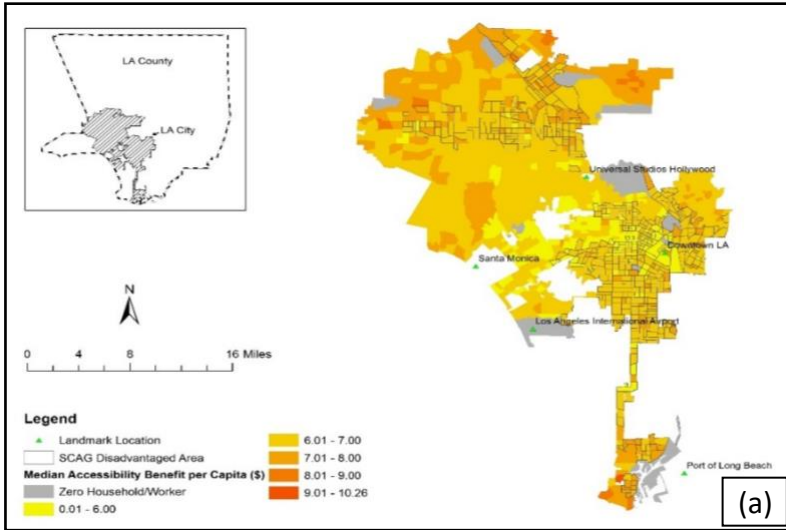 LA County
LA City
Universal Studios Hollywood
Downtown LA
Santa Monica
Los Angeles International Airport
N
0 4 8 16 Miles
Legend
Landmark Location
SCAG Disadvantaged Area
Median Accessibility Benefit per Capita ($)
Zero Household/Worker
0.01 - 6.00
6.01 - 7.00
7.01 - 8.00
8.01 - 9.00
9.01 - 10.26
Port of Long Beach
(a)